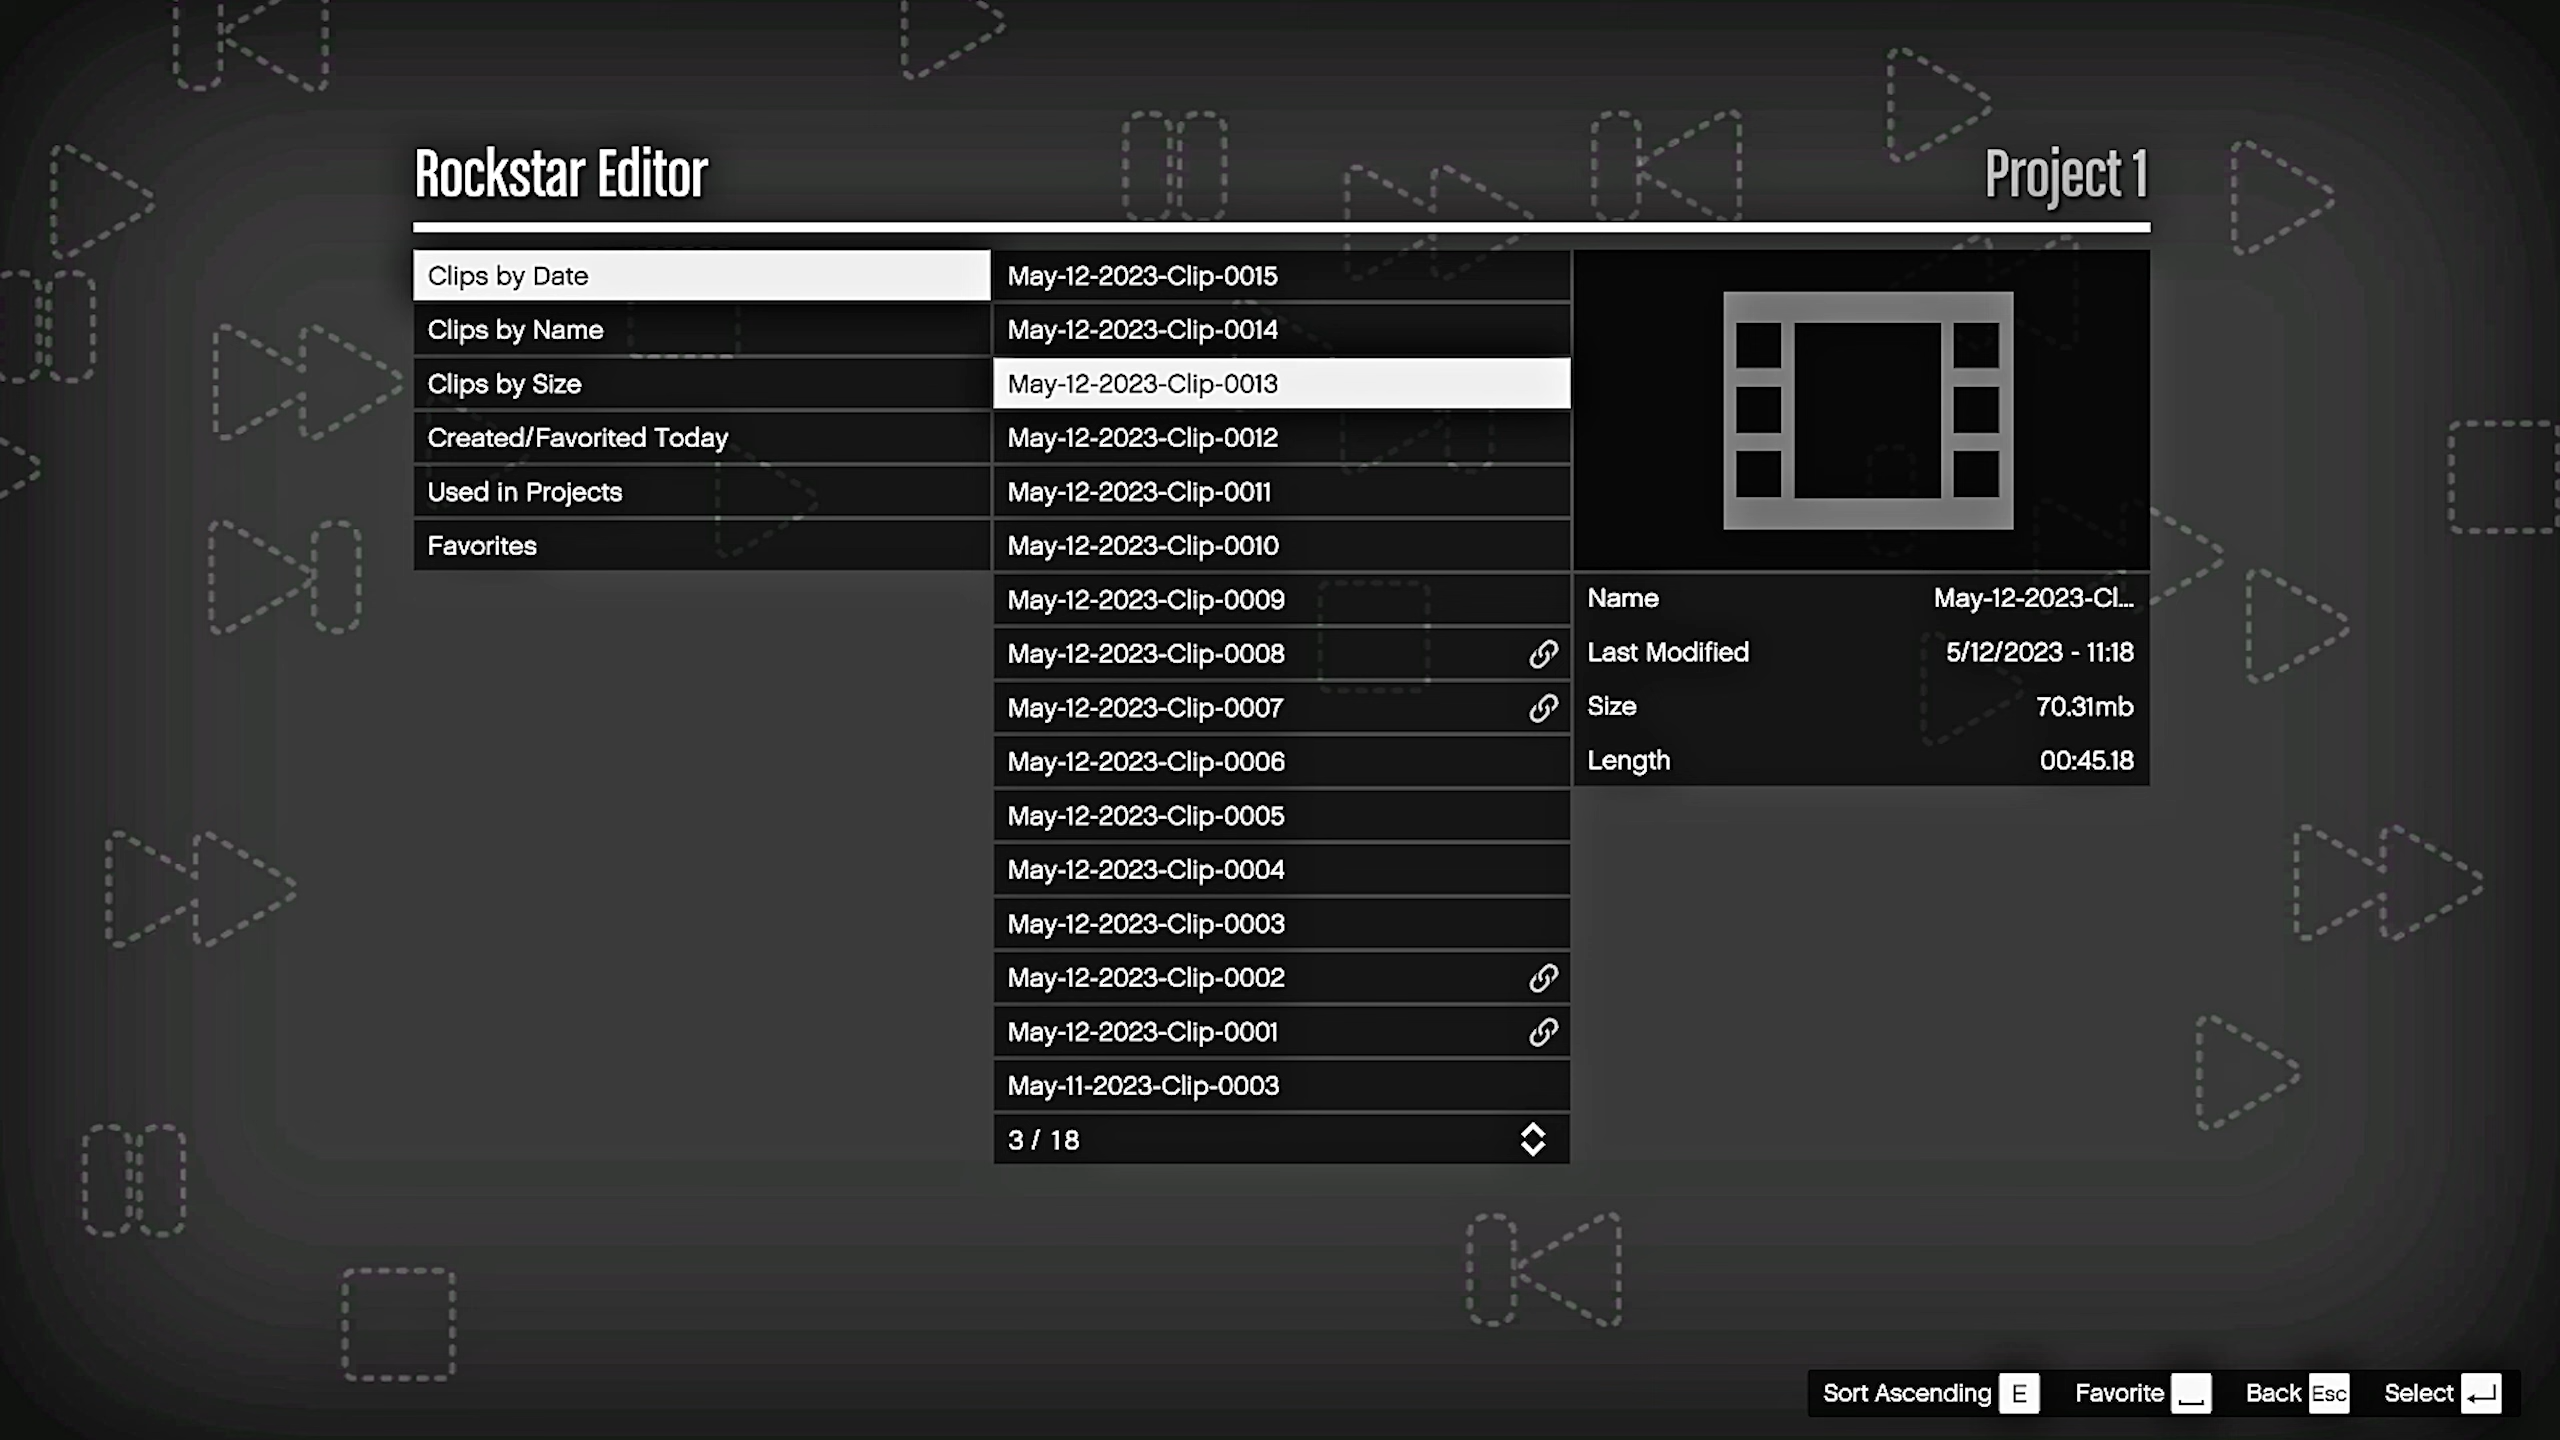 Rockstar Editor
Project 1
Clips by Date
Clips by Name
Clips by Size
Created/Favorited Today
Used in Projects
Favorites
May-12-2023-Clip-0015
May-12-2023-Clip-0014
May-12-2023-Clip-0013
May-12-2023-Clip-0012
May-12-2023-Clip-0011
May-12-2023-Clip-0010
May-12-2023-Clip-0009
May-12-2023-Clip-0008
May-12-2023-Clip-0007
May-12-2023-Clip-0006
May-12-2023-Clip-0005
May-12-2023-Clip-0004
May-12-2023-Clip-0003
May-12-2023-Clip-0002
May-12-2023-Clip-0001
May-11-2023-Clip-0003
3 / 18
Name May-12-2023-Cl...
Last Modified 5/12/2023 - 11:18
Size 70.31mb
Length 00:45.18
Sort Ascending E Favorite Back Esc Select